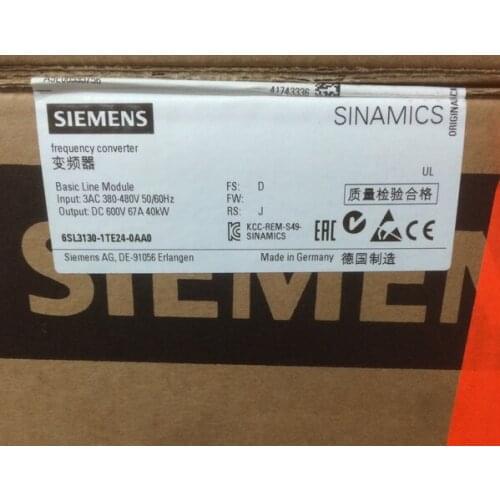 41743336
SIEMENS
SINAMICS
frequency converter
变频器
UL
Basic Line Module
Input: 3AC 380-480V 50/60Hz
Output: DC 600V 67A 40kW
FS: D
FW:
RS: J
质量检验合格
6SL3130-1TE24-0AA0
KCC-REM-S49-
SINAMICS
EAC
CE
Siemens AG, DE-91056 Erlangen
Made in Germany 德国制造
SIEMEN